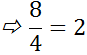 ⇨ 8/4 = 2